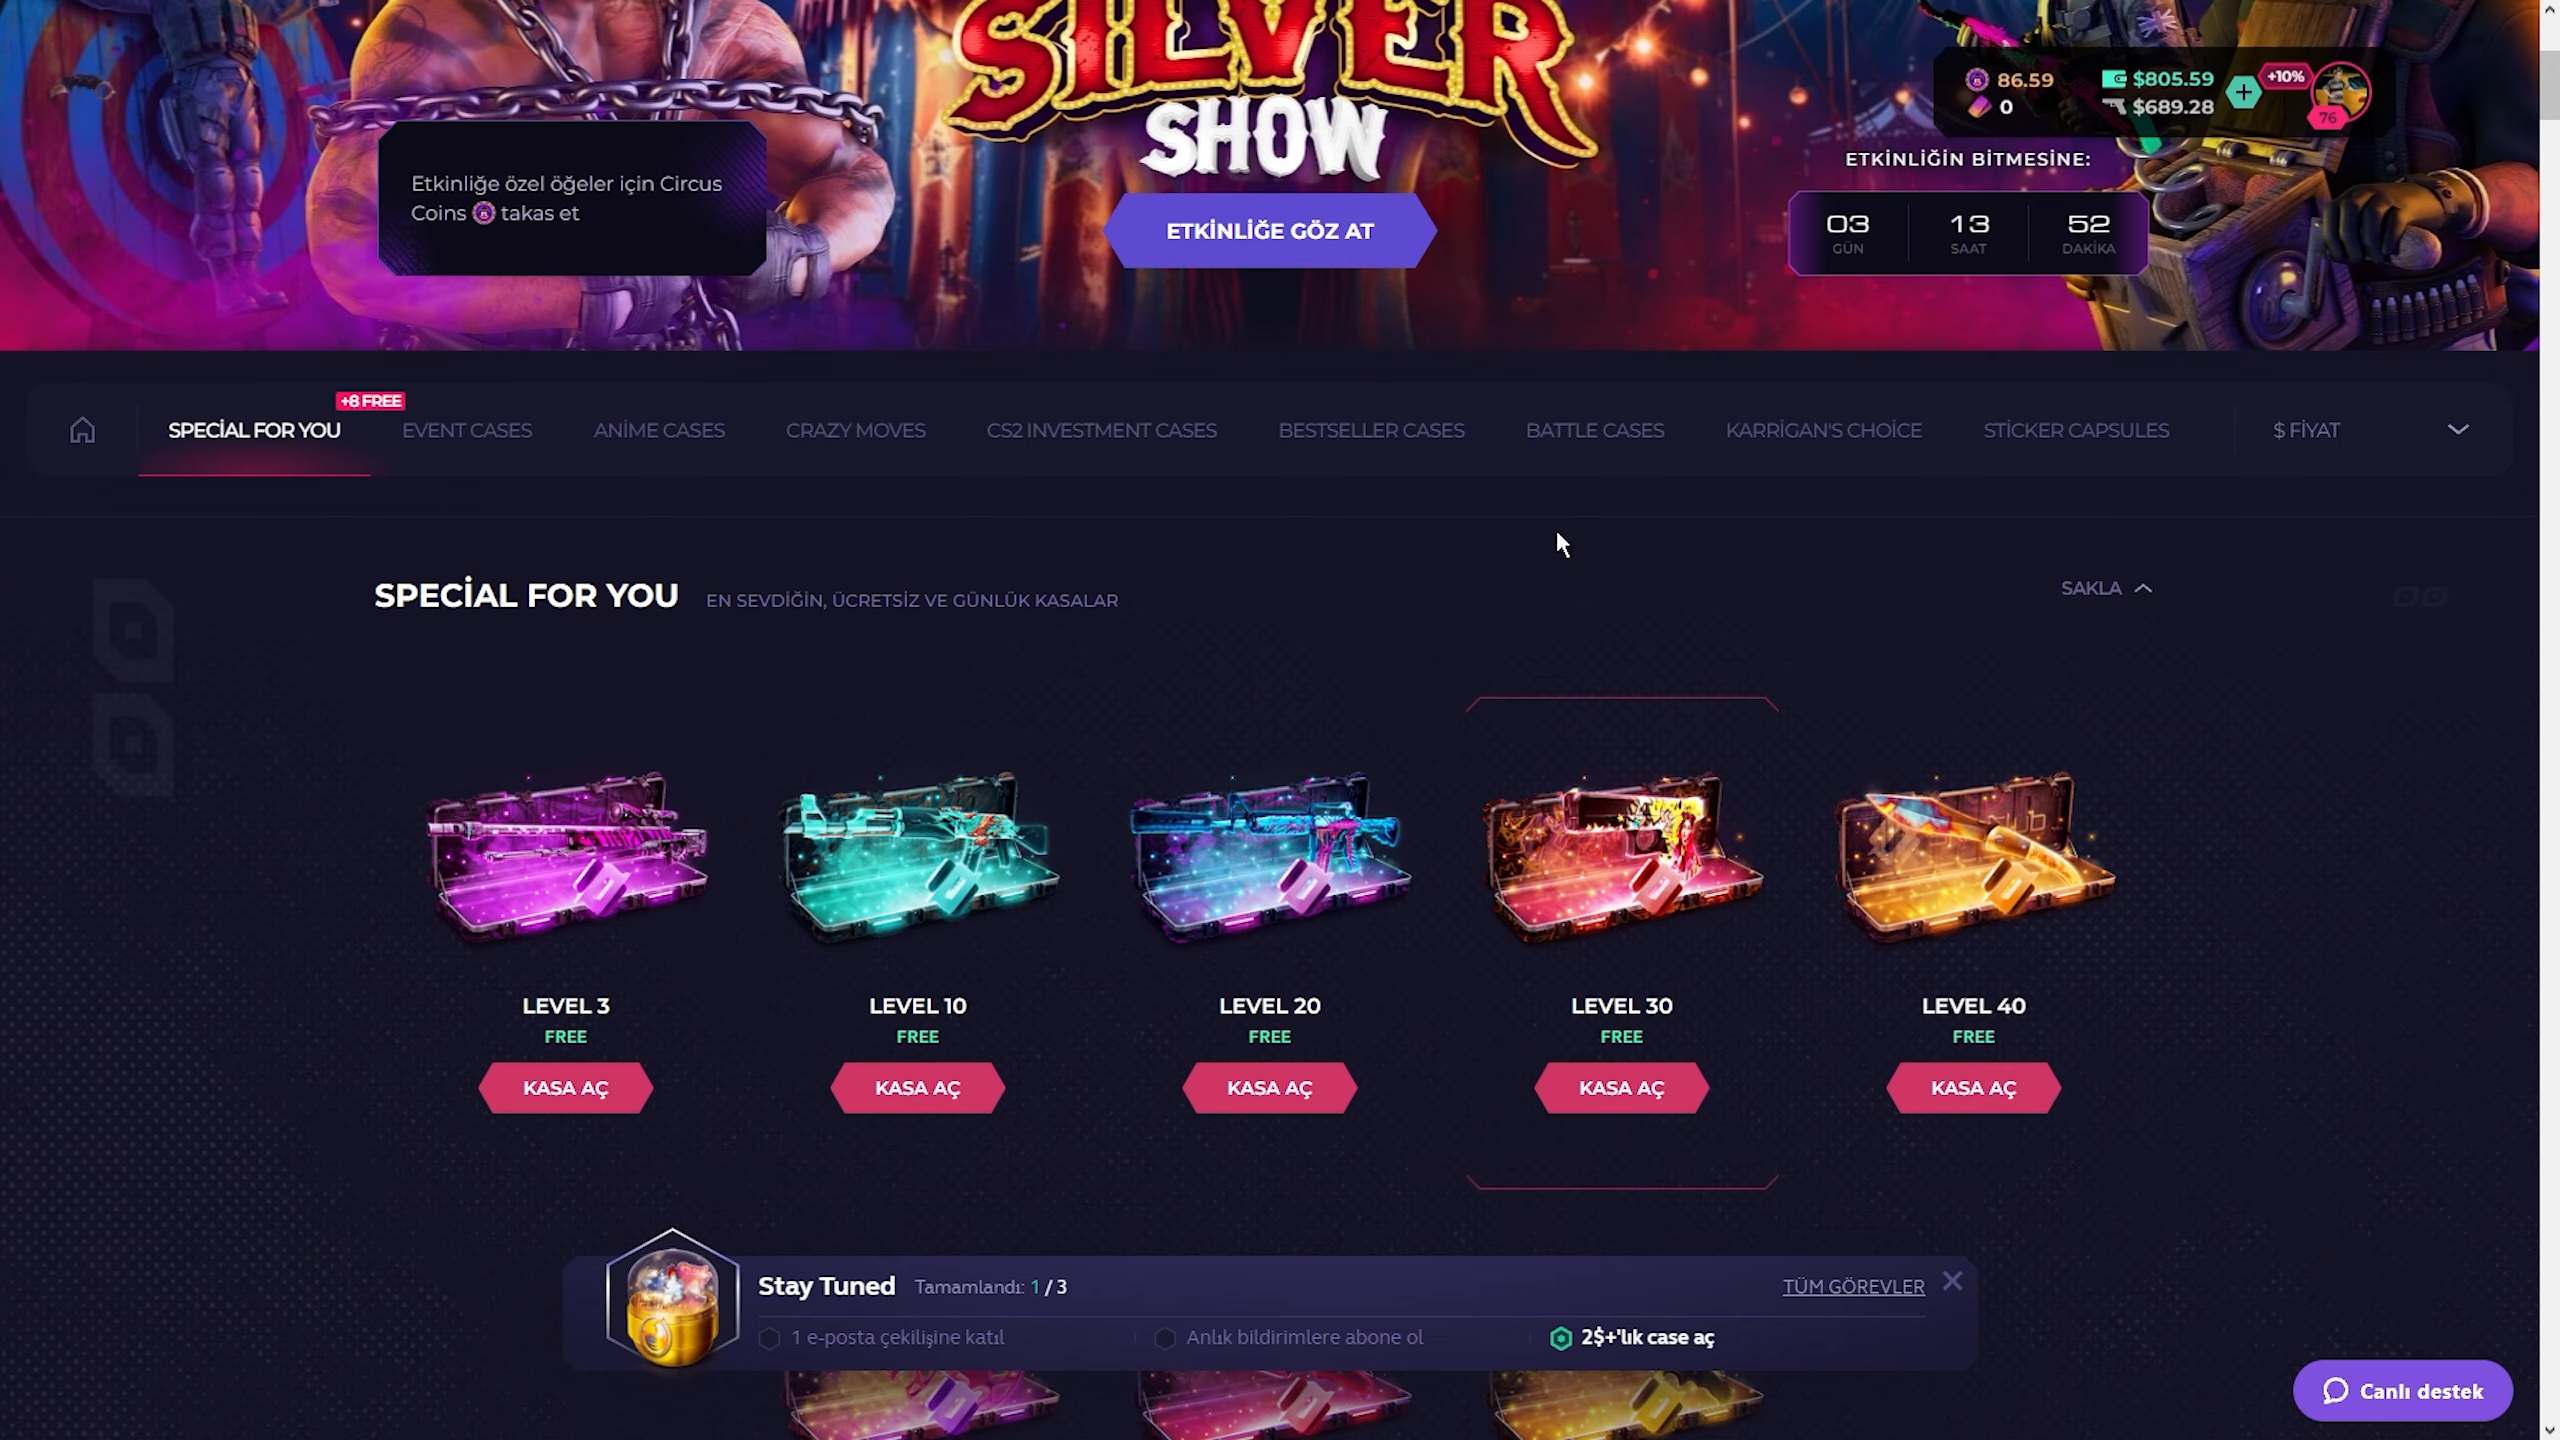 SILVER
SHOW
86.59
$805.59
+10%
0
$689.28
76
ETKİNLİĞİN BİTMESİNE:
Etkinliğe özel öğeler için Circus
Coins takas et
ETKİNLİĞE GÖZ AT
03
13
52
GÜN
SAAT
DAKİKA
+8 FREE
SPECİAL FOR YOU
EVENT CASES
ANİME CASES
CRAZY MOVES
CS2 INVESTMENT CASES
BESTSELLER CASES
BATTLE CASES
KARRİGAN'S CHOİCE
STİCKER CAPSULES
$ FİYAT
SPECİAL FOR YOU
EN SEVDİĞİN, ÜCRETSİZ VE GÜNLÜK KASALAR
SAKLA
LEVEL 3
LEVEL 10
LEVEL 20
LEVEL 30
LEVEL 40
FREE
FREE
FREE
FREE
FREE
KASA AÇ
KASA AÇ
KASA AÇ
KASA AÇ
KASA AÇ
Stay Tuned
Tamamlandı: 1 / 3
TÜM GÖREVLER
1 e-posta çekilişine katıl
Anlık bildirimlere abone ol
2$+'lık case aç
Canlı destek